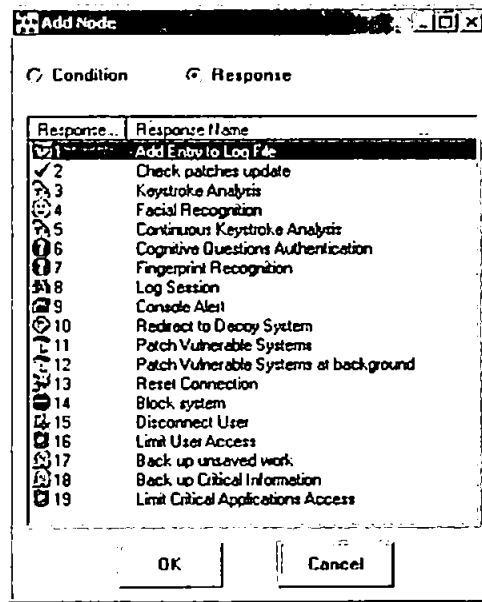 Add Node
Condition Response
Response... Response Name
1 Add Entry to Log File
2 Check patches update
3 Keystroke Analysis
4 Facial Recognition
5 Continuous Keystroke Analysis
6 Cognitive Questions Authentication
7 Fingerprint Recognition
8 Log Session
9 Console Alert
10 Redirect to Decoy System
11 Patch Vulnerable Systems
12 Patch Vulnerable Systems at background
13 Reset Connection
14 Block system
15 Disconnect User
16 Limit User Access
17 Back up unsaved work
18 Back up Critical Information
19 Limit Critical Applications Access
OK Cancel